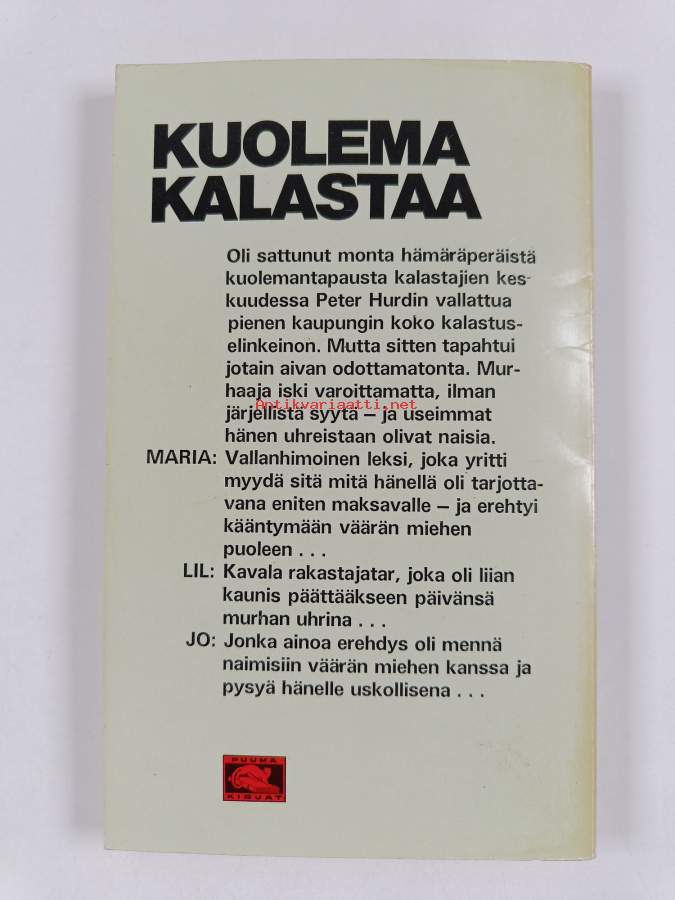 KUOLEMA
KALASTAA
Oli sattunut monta hämäräperäistä
kuolemantapausta kalastajien kes-
kuudessa Peter Hurdin vallattua
pienen kaupungin koko kalastus-
elinkeinon. Mutta sitten tapahtui
jotain aivan odottamatonta. Mur-
haaja iski varoittamatta, ilman
Antikvariaatti.net
järjellistä syytä – ja useimmat
hänen uhreistaan olivat naisia.
MARIA: Vallanhimoinen leksi, joka yritti
myydä sitä mitä hänellä oli tarjotta-
vana eniten maksavalle – ja erehtyi
kääntymään väärän miehen
puoleen . . .
LIL: Kavala rakastajatar, joka oli liian
kaunis päättääkseen päivänsä
murhan uhrina . . .
JO: Jonka ainoa erehdys oli mennä
naimisiin väärän miehen kanssa ja
pysyä hänelle uskollisena . . .
PUUMA
KIRJAT